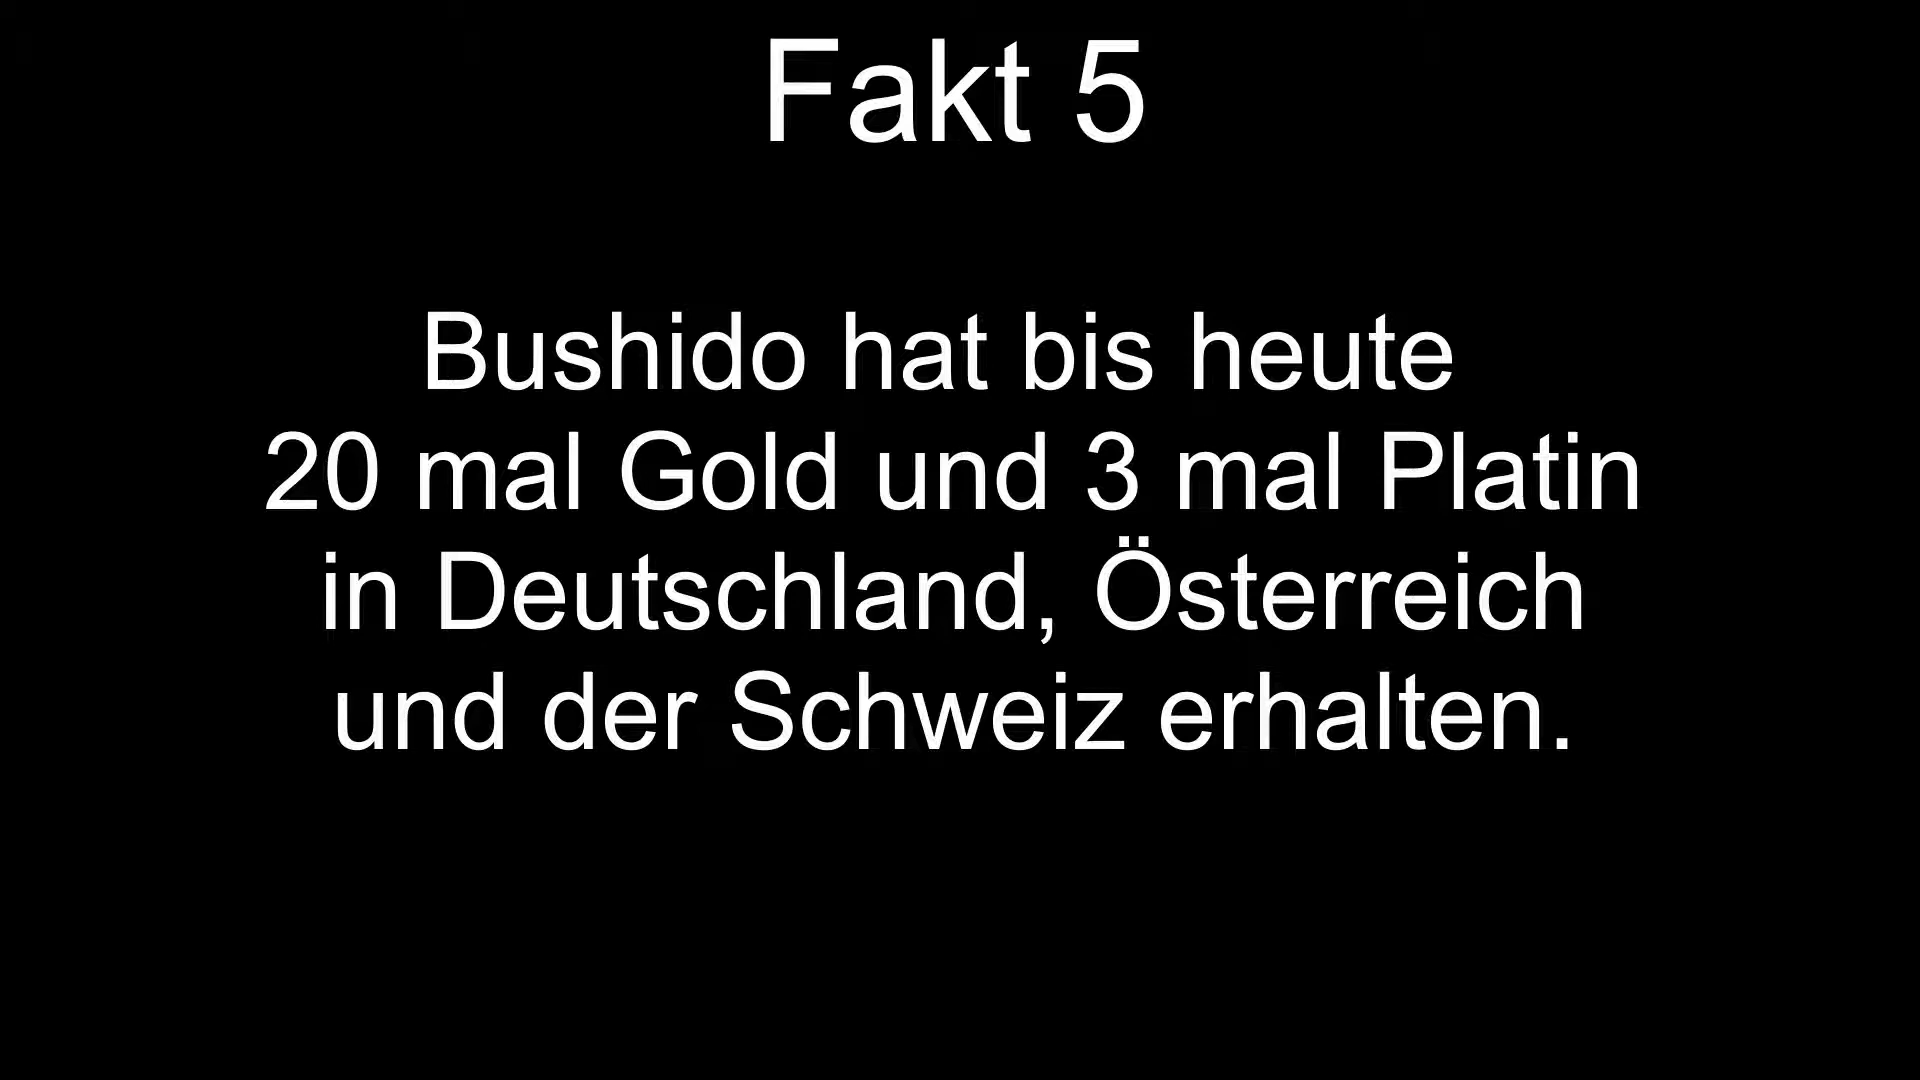 Fakt 5
Bushido hat bis heute
20 mal Gold und 3 mal Platin
in Deutschland, Österreich
und der Schweiz erhalten.